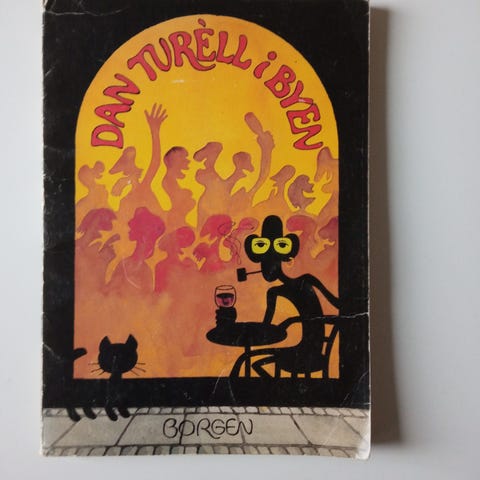 DAN TURÈLL i BYEN
BORGEN